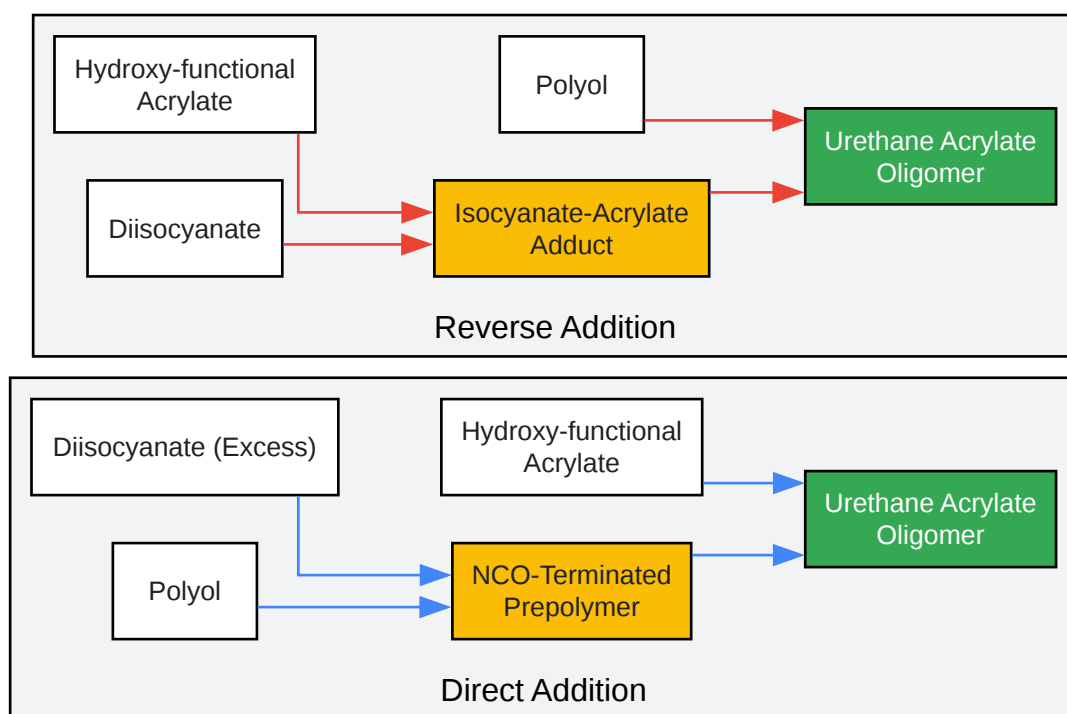 Hydroxy-functional
Acrylate
Polyol
Urethane Acrylate
Oligomer
Diisocyanate
Isocyanate-Acrylate
Adduct
Reverse Addition
Diisocyanate (Excess)
Hydroxy-functional
Acrylate
Urethane Acrylate
Oligomer
Polyol
NCO-Terminated
Prepolymer
Direct Addition